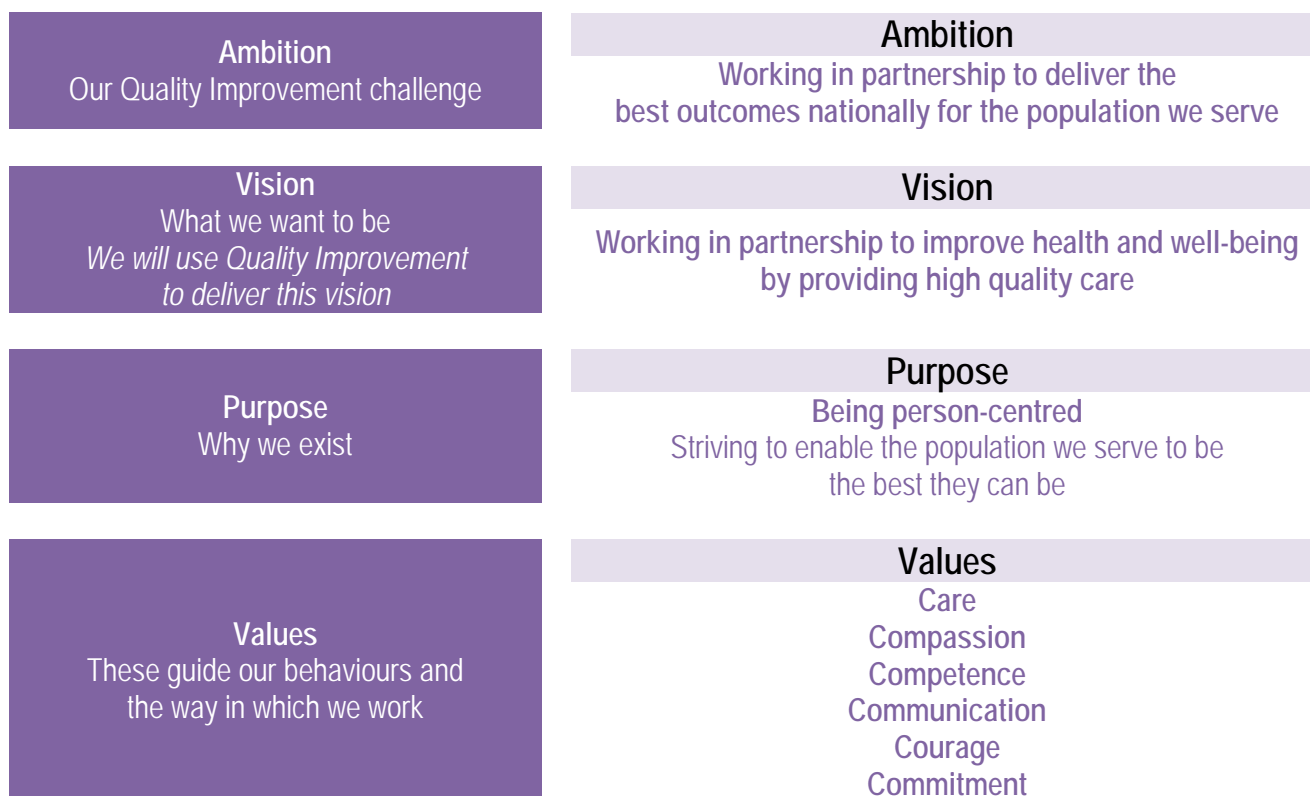 Ambition
Our Quality Improvement challenge
Ambition
Working in partnership to deliver the
best outcomes nationally for the population we serve
Vision
What we want to be
We will use Quality Improvement
to deliver this vision
Vision
Working in partnership to improve health and well-being
by providing high quality care
Purpose
Why we exist
Purpose
Being person-centred
Striving to enable the population we serve to be
the best they can be
Values
These guide our behaviours and
the way in which we work
Values
Care
Compassion
Competence
Communication
Courage
Commitment